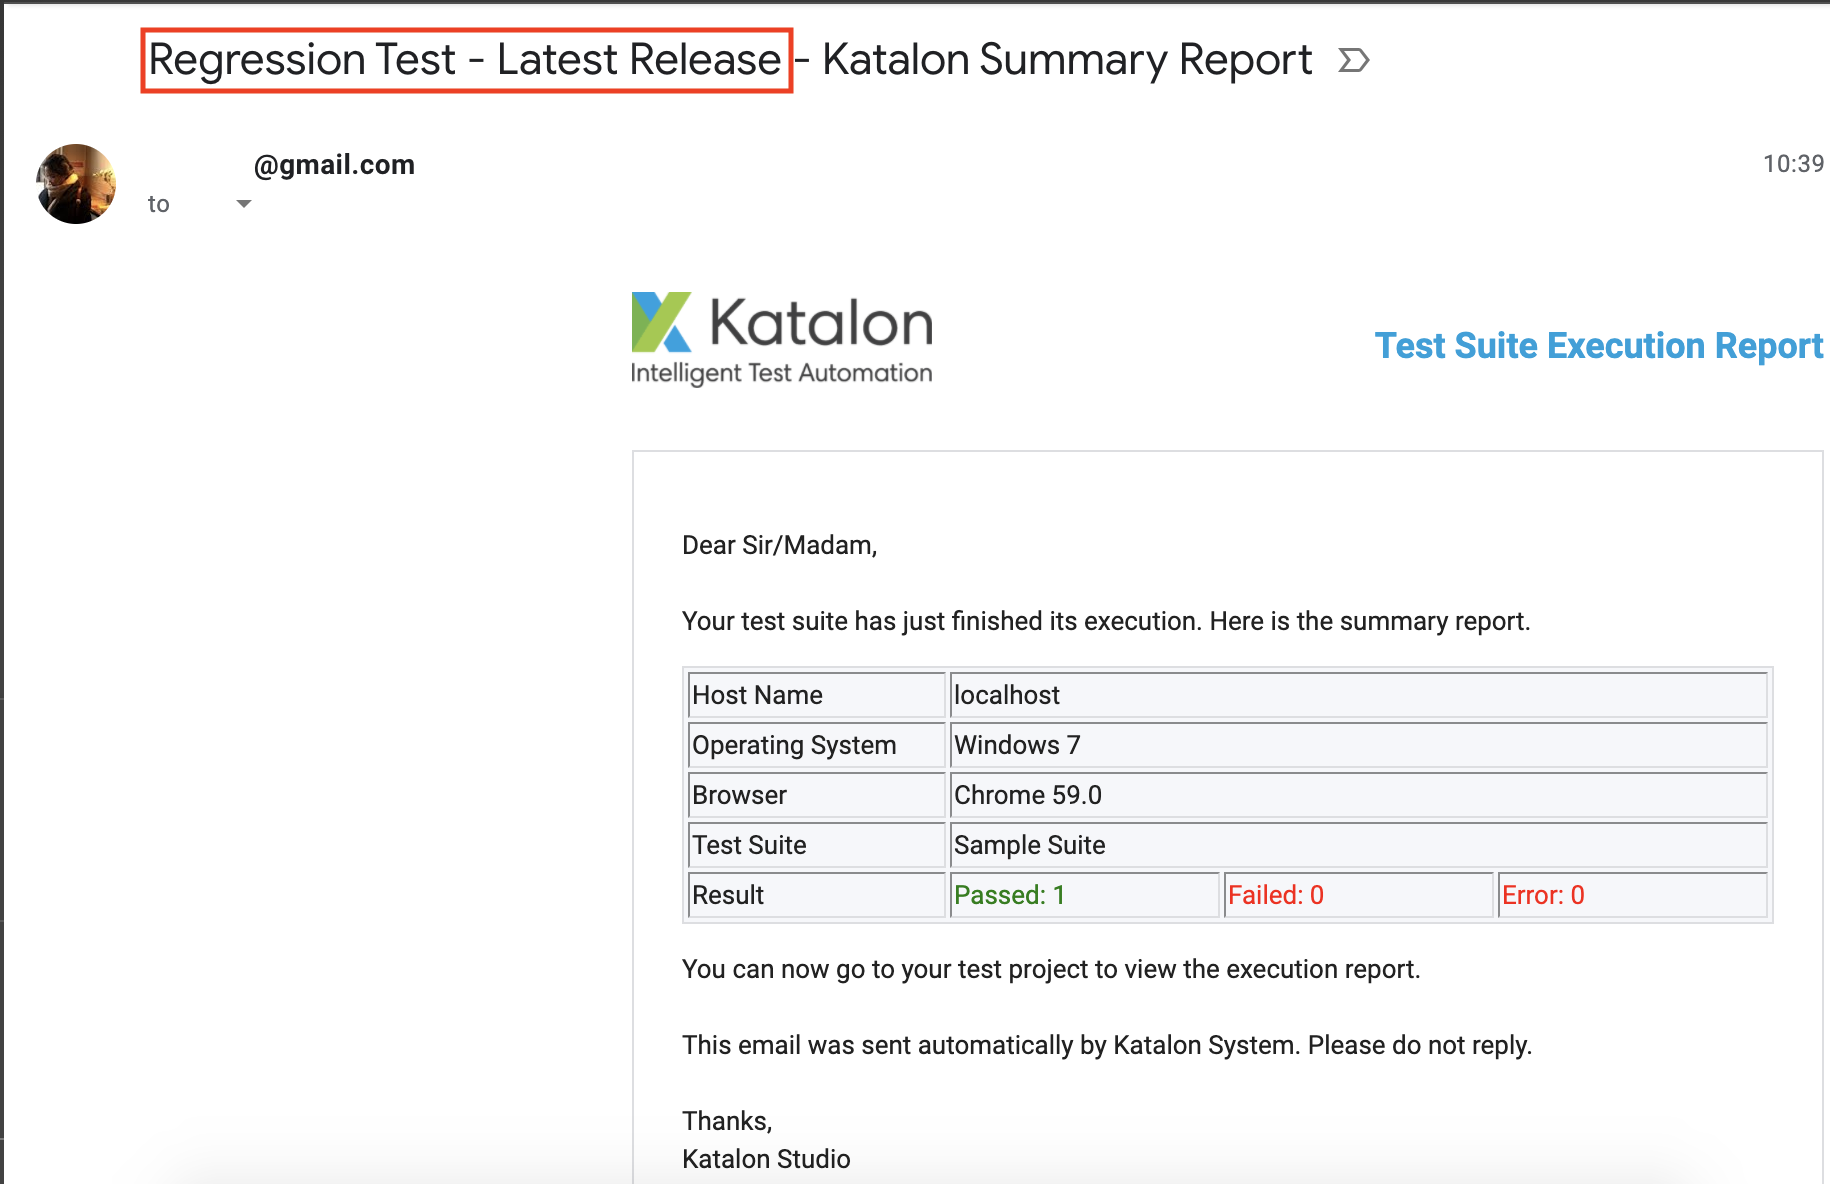 Regression Test - Latest Release - Katalon Summary Report
@gmail.com
10:39
to
Katalon
Intelligent Test Automation
Test Suite Execution Report
Dear Sir/Madam,
Your test suite has just finished its execution. Here is the summary report.
Host Name localhost
Operating System Windows 7
Browser Chrome 59.0
Test Suite Sample Suite
Result Passed: 1 Failed: 0 Error: 0
You can now go to your test project to view the execution report.
This email was sent automatically by Katalon System. Please do not reply.
Thanks,
Katalon Studio